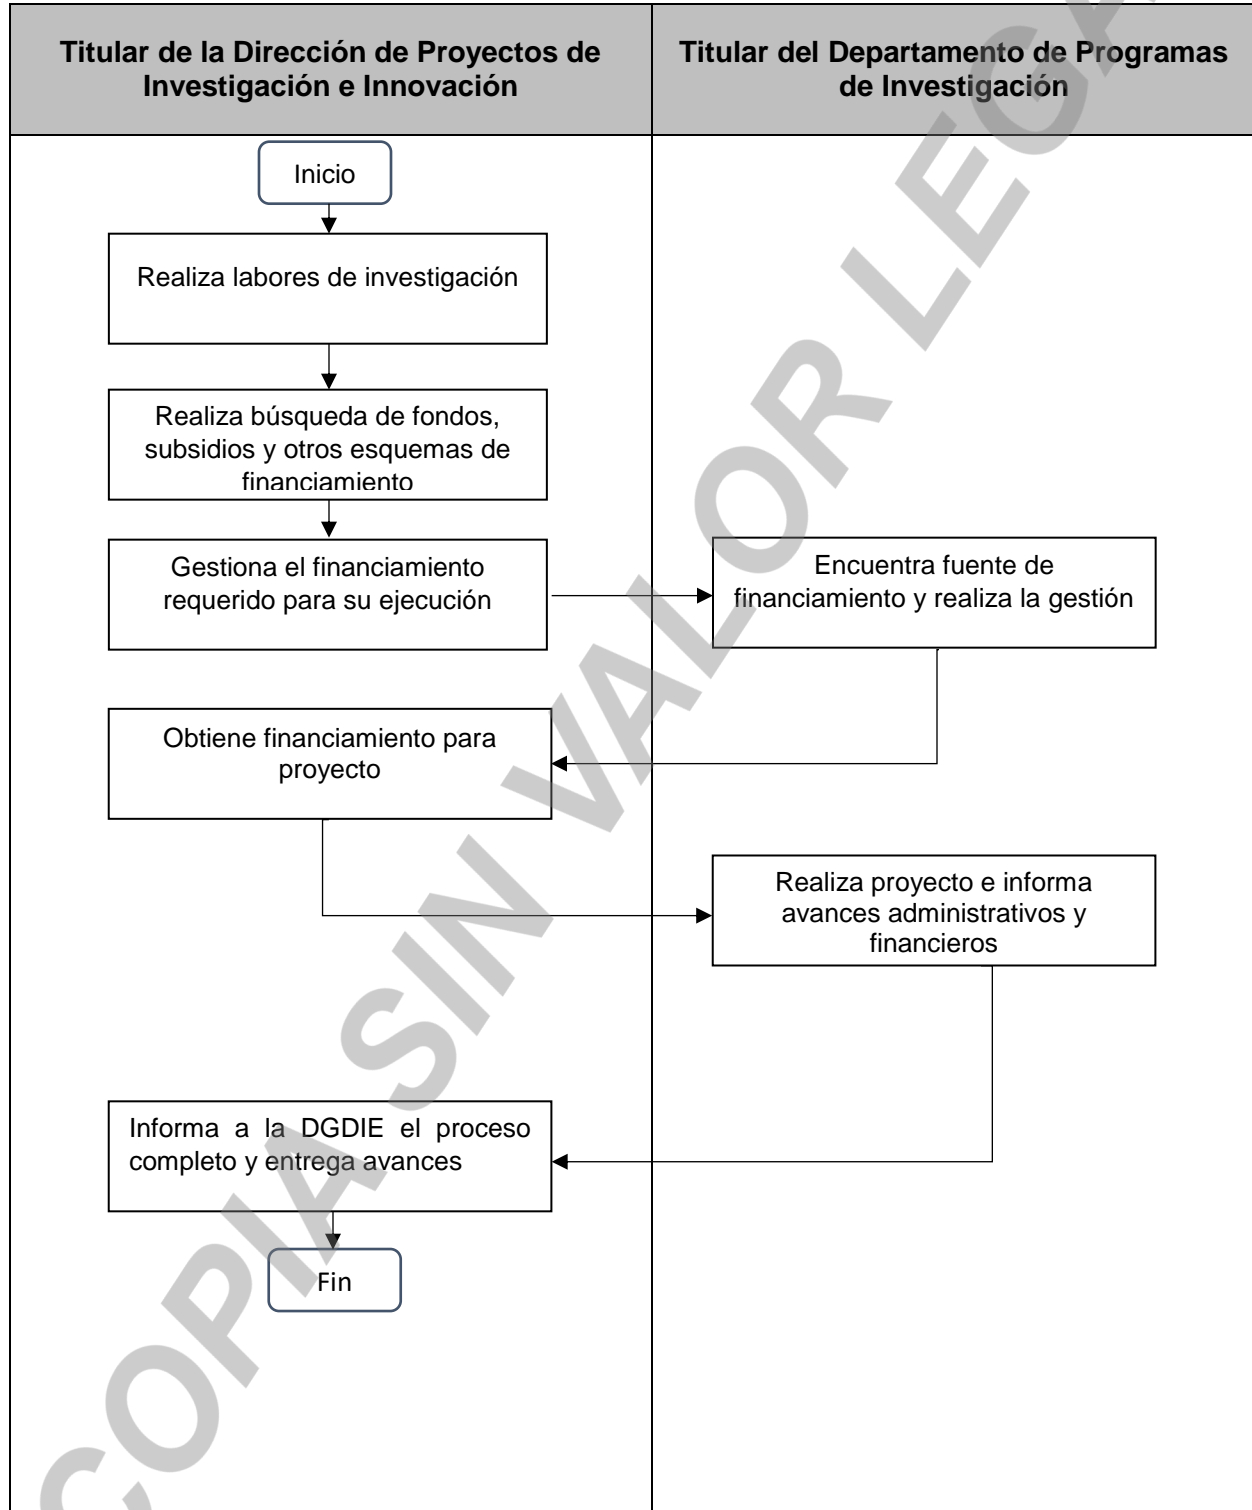 Titular de la Dirección de Proyectos de
Investigación e Innovación
Titular del Departamento de Programas
de Investigación
Inicio
Realiza labores de investigación
Realiza búsqueda de fondos,
subsidios y otros esquemas de
financiamiento
Gestiona el financiamiento
requerido para su ejecución
Encuentra fuente de
financiamiento y realiza la gestión
Obtiene financiamiento para
proyecto
Realiza proyecto e informa
avances administrativos y
financieros
Informa a la DGDIE el proceso
completo y entrega avances
Fin
COPIA SIN VALOR LEGA